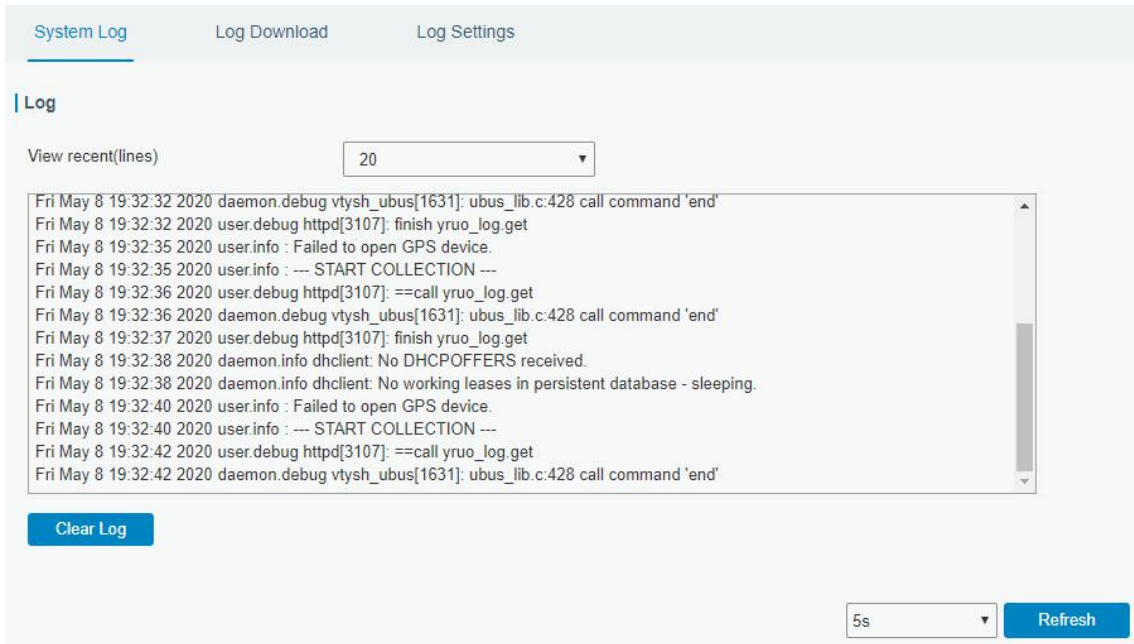 System Log Log Download Log Settings
Log
View recent(lines) 20
Fri May 8 19:32:32 2020 daemon.debug vtysh_ubus[1631]: ubus_lib.c:428 call command 'end'
Fri May 8 19:32:32 2020 user.debug httpd[3107]: finish yruo_log.get
Fri May 8 19:32:35 2020 user.info : Failed to open GPS device.
Fri May 8 19:32:35 2020 user.info : --- START COLLECTION ---
Fri May 8 19:32:36 2020 user.debug httpd[3107]: ==call yruo_log.get
Fri May 8 19:32:36 2020 daemon.debug vtysh_ubus[1631]: ubus_lib.c:428 call command 'end'
Fri May 8 19:32:37 2020 user.debug httpd[3107]: finish yruo_log.get
Fri May 8 19:32:38 2020 daemon.info dhclient: No DHCPOFFERS received.
Fri May 8 19:32:38 2020 daemon.info dhclient: No working leases in persistent database - sleeping.
Fri May 8 19:32:40 2020 user.info : Failed to open GPS device.
Fri May 8 19:32:40 2020 user.info : --- START COLLECTION ---
Fri May 8 19:32:42 2020 user.debug httpd[3107]: ==call yruo_log.get
Fri May 8 19:32:42 2020 daemon.debug vtysh_ubus[1631]: ubus_lib.c:428 call command 'end'
Clear Log
5s Refresh